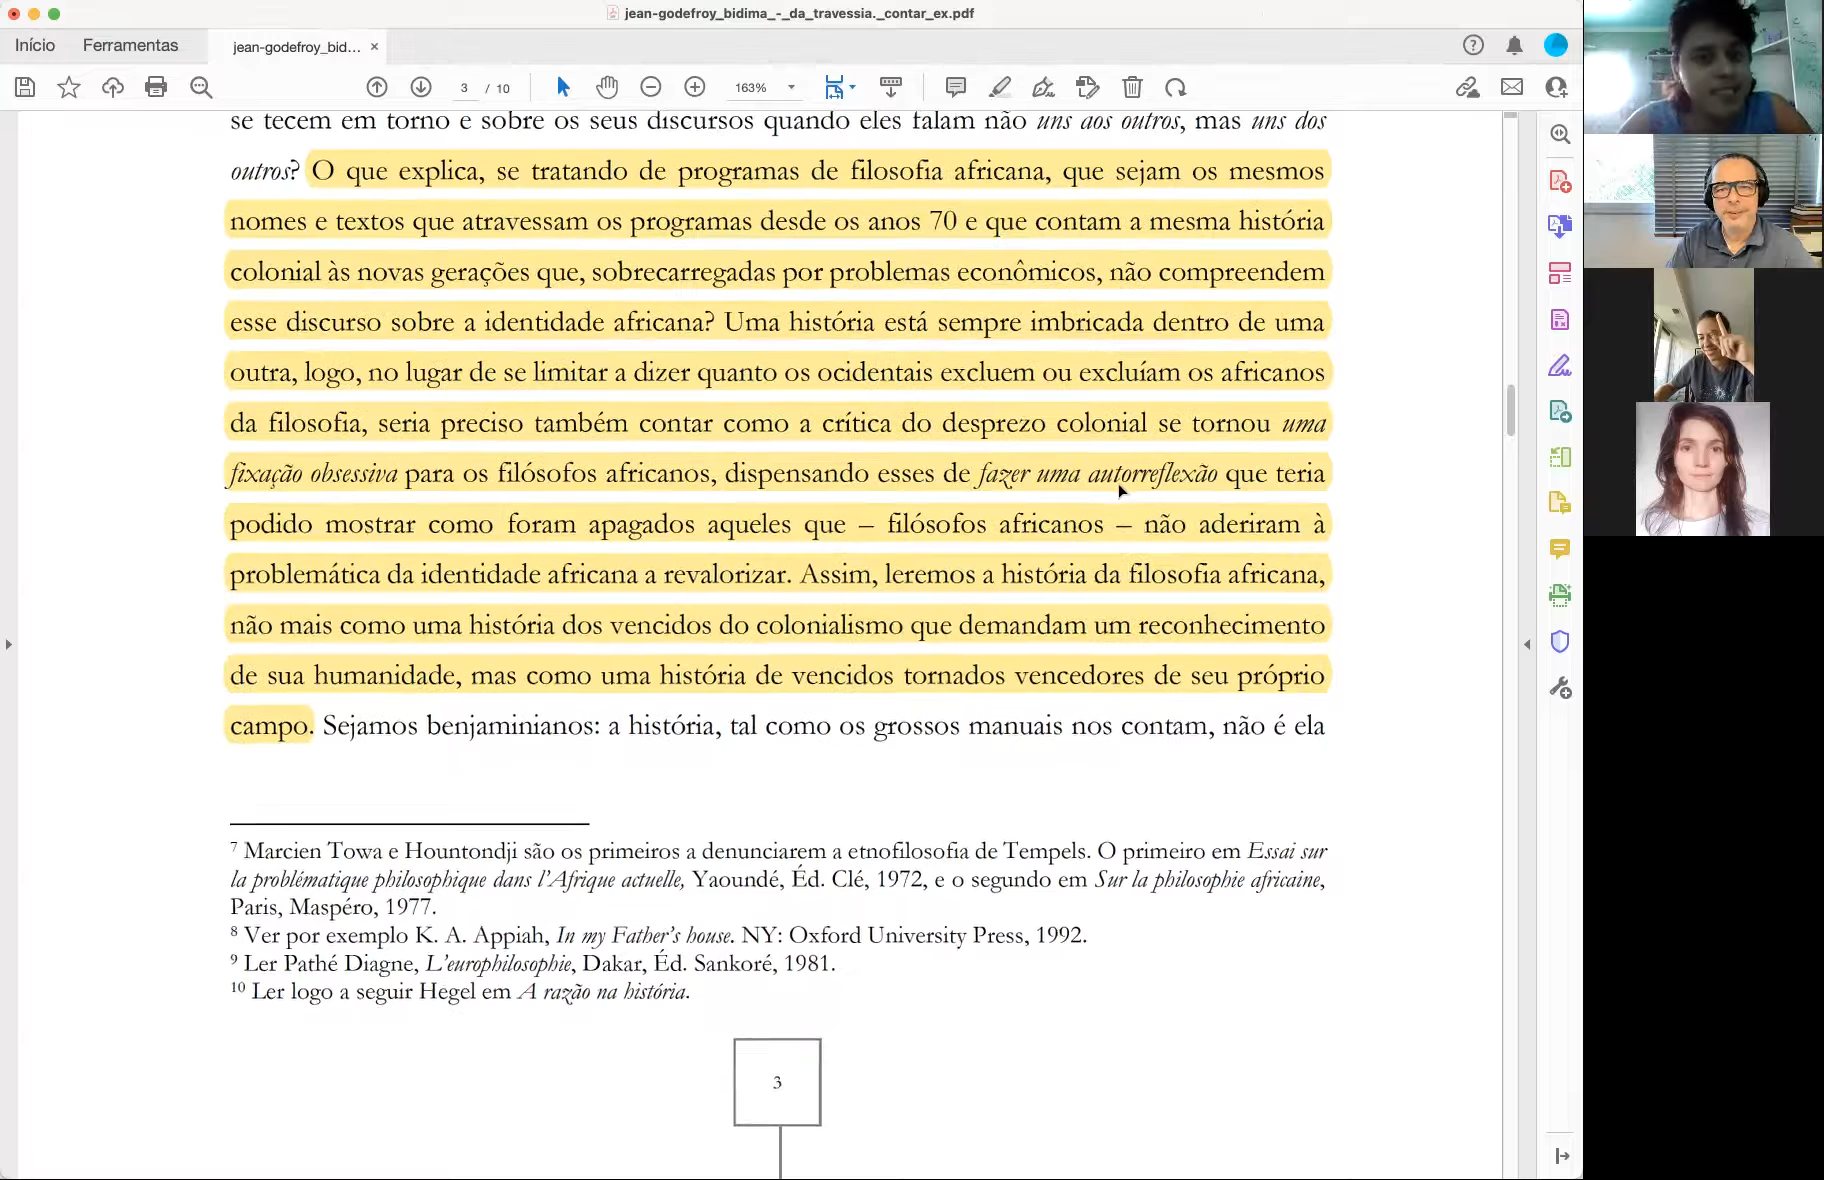 jean-godefroy_bidima_-_da_travessia._contar_ex.pdf
Início Ferramentas jean-godefroy_bid... ×
3 / 10 163%
se tecem em torno e sobre os seus discursos quando eles falam não uns aos outros, mas uns dos
outros? O que explica, se tratando de programas de filosofia africana, que sejam os mesmos
nomes e textos que atravessam os programas desde os anos 70 e que contam a mesma história
colonial às novas gerações que, sobrecarregadas por problemas econômicos, não compreendem
esse discurso sobre a identidade africana? Uma história está sempre imbricada dentro de uma
outra, logo, no lugar de se limitar a dizer quanto os ocidentais excluem ou excluíam os africanos
da filosofia, seria preciso também contar como a crítica do desprezo colonial se tornou uma
fixação obsessiva para os filósofos africanos, dispensando esses de fazer uma autorreflexão que teria
podido mostrar como foram apagados aqueles que – filósofos africanos – não aderiram à
problemática da identidade africana a revalorizar. Assim, leremos a história da filosofia africana,
não mais como uma história dos vencidos do colonialismo que demandam um reconhecimento
de sua humanidade, mas como uma história de vencidos tornados vencedores de seu próprio
campo. Sejamos benjaminianos: a história, tal como os grossos manuais nos contam, não é ela
7 Marcien Towa e Hountondji são os primeiros a denunciarem a etnofilosofia de Tempels. O primeiro em Essai sur
la problématique philosophique dans l'Afrique actuelle, Yaoundé, Éd. Clé, 1972, e o segundo em Sur la philosophie africaine,
Paris, Maspéro, 1977.
8 Ver por exemplo K. A. Appiah, In my Father's house. NY: Oxford University Press, 1992.
9 Ler Pathé Diagne, L'europhilosophie, Dakar, Éd. Sankoré, 1981.
10 Ler logo a seguir Hegel em A razão na história.
3